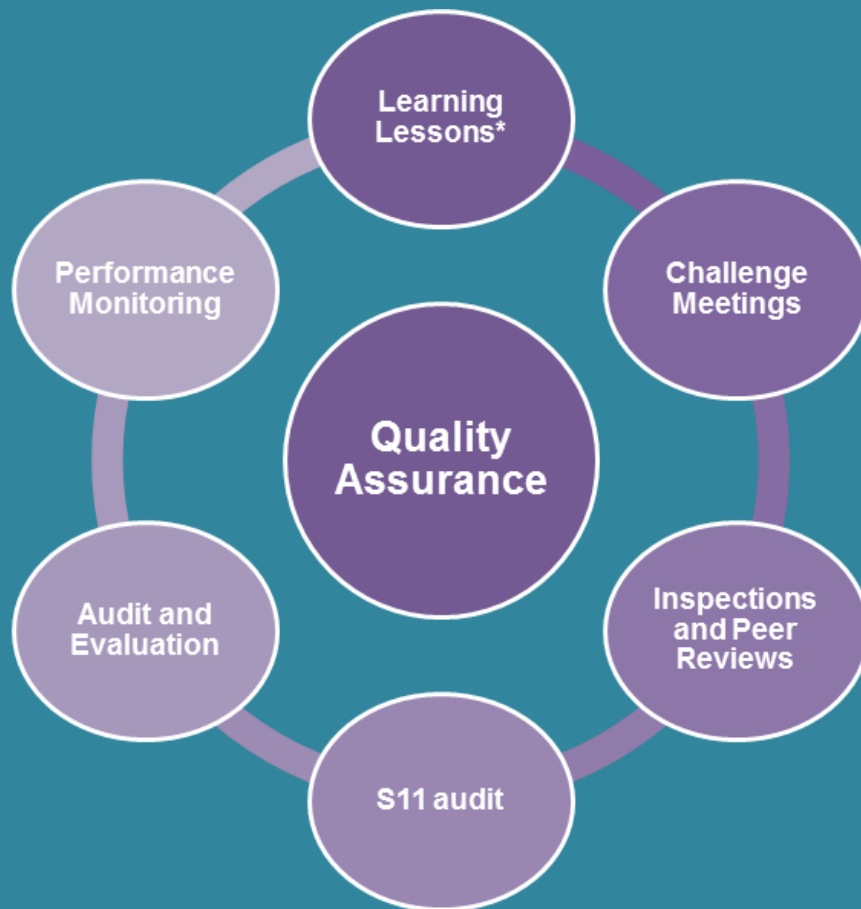 Learning
Lessons*
Challenge
Meetings
Inspections
and Peer
Reviews
S11 audit
Audit and
Evaluation
Performance
Monitoring
Quality
Assurance